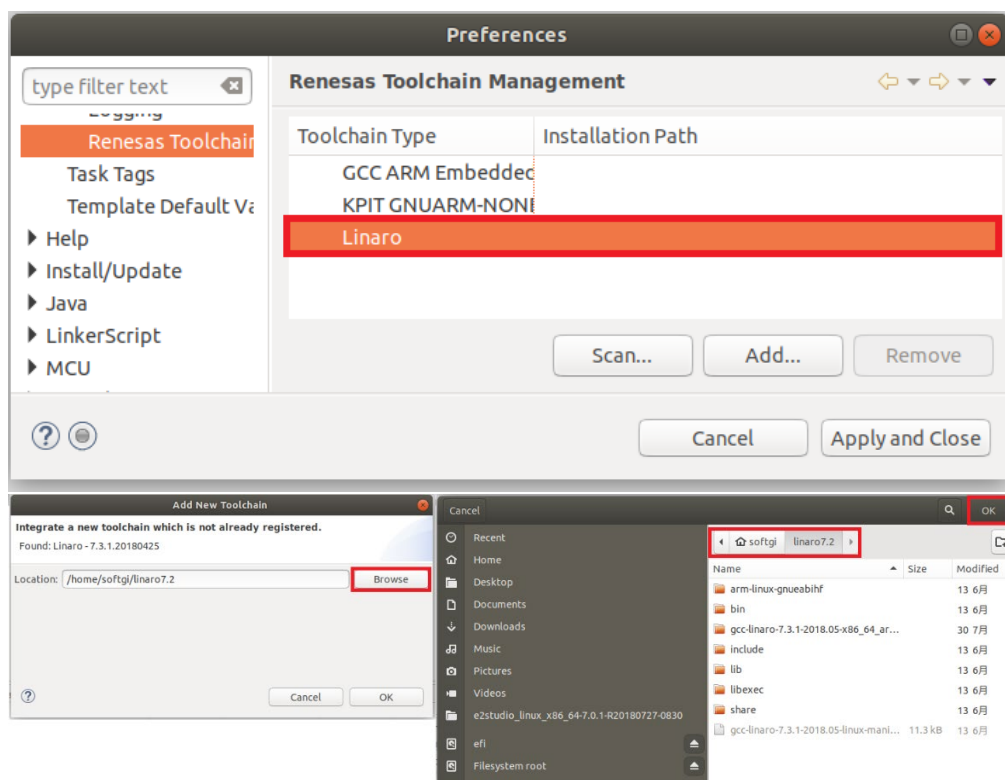 Preferences
type filter text
Renesas Toolchain Management
Logging
Renesas Toolchain
Task Tags
Template Default Va
Help
Install/Update
Java
LinkerScript
MCU
Toolchain Type Installation Path
GCC ARM Embedded
KPIT GNUARM-NONE
Linaro
Scan... Add... Remove
? Cancel Apply and Close
Add New Toolchain
Integrate a new toolchain which is not already registered.
Found: Linaro - 7.3.1.20180425
Location: /home/softgi/linaro7.2 Browse
? Cancel OK
Cancel OK
Recent
Home
Desktop
Documents
Downloads
Music
Pictures
Videos
e2studio_linux_x86_64-7.0.1-R20180727-0830
efi
Filesystem root
softgi linaro7.2
Name Size Modified
arm-linux-gnueabihf 13 6月
bin 13 6月
gcc-linaro-7.3.1-2018.05-x86_64_ar... 30 7月
include 13 6月
lib 13 6月
libexec 13 6月
share 13 6月
gcc-linaro-7.3.1-2018.05-linux-mani... 11.3 kB 13 6月